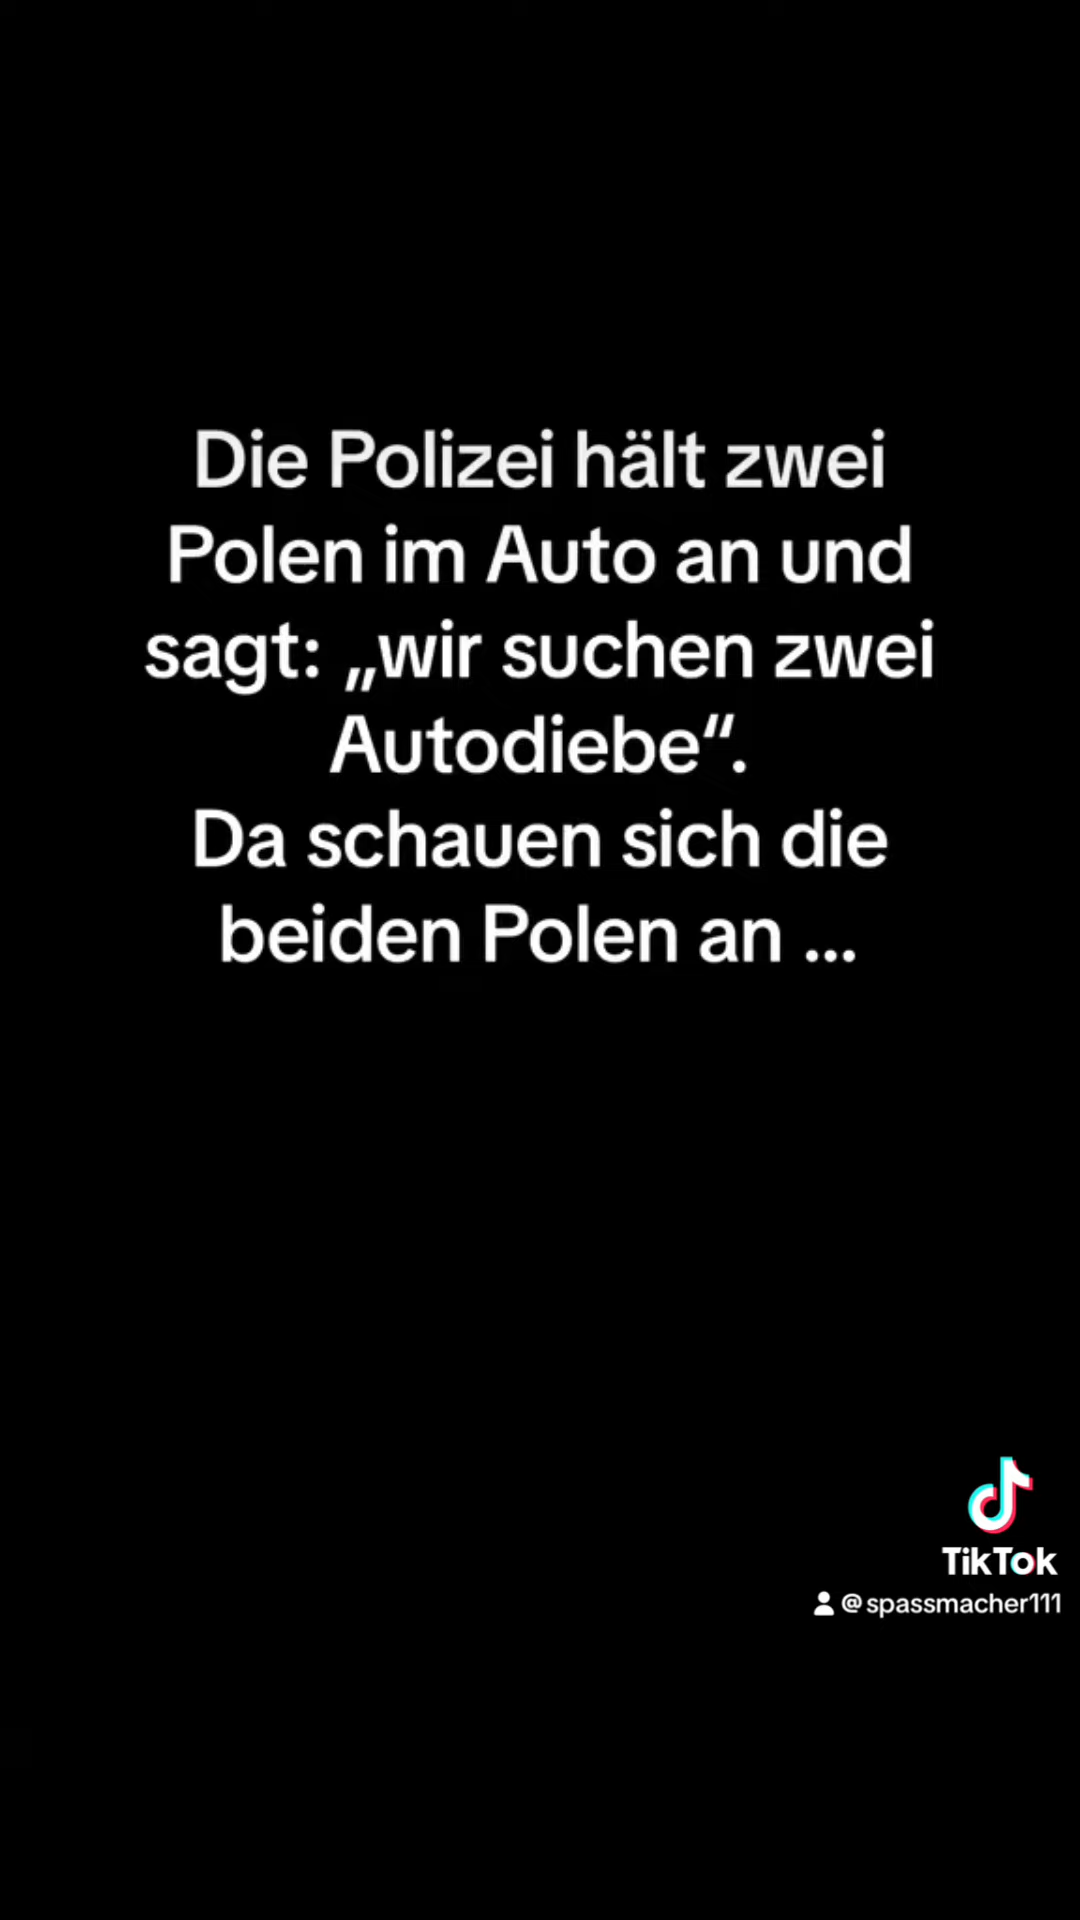 Die Polizei hält zwei
Polen im Auto an und
sagt: „wir suchen zwei
Autodiebe“.
Da schauen sich die
beiden Polen an ...
TikTok
@spassmacher111